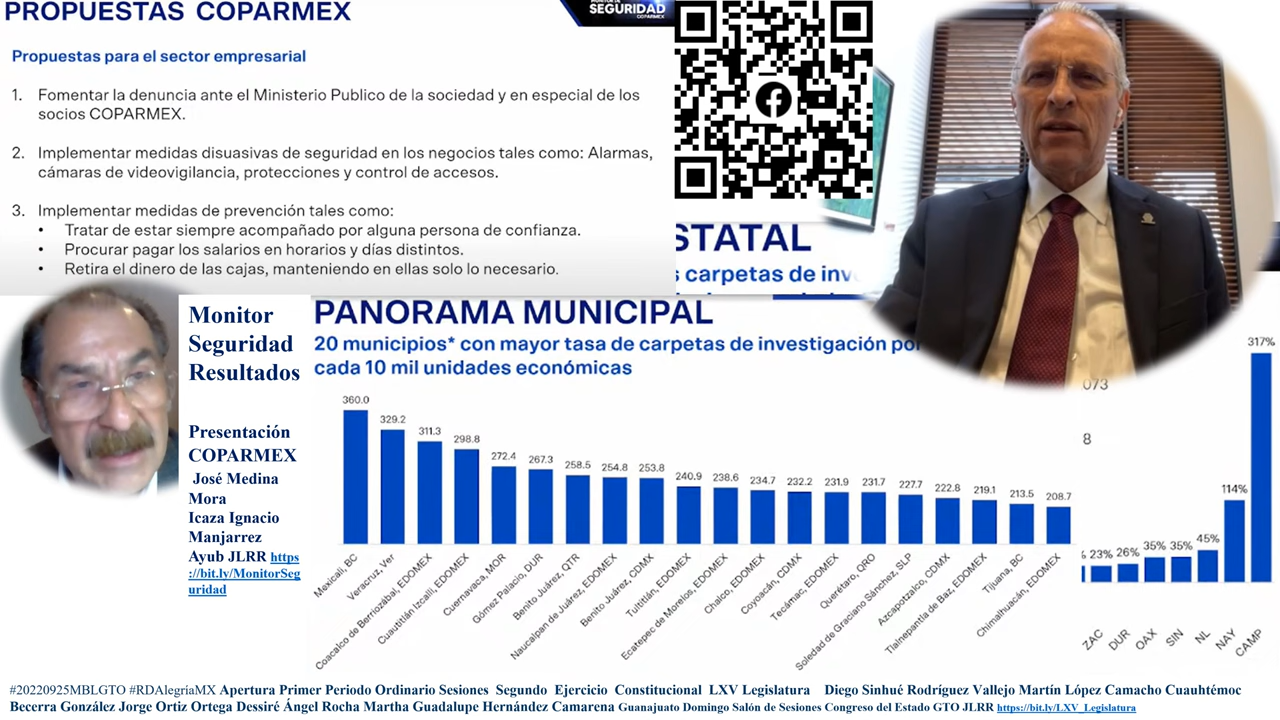 PROPUESTAS COPARMEX
SEGURIDAD
COPARMEX
Propuestas para el sector empresarial
1. Fomentar la denuncia ante el Ministerio Publico de la sociedad y en especial de los
socios COPARMEX.
2. Implementar medidas disuasivas de seguridad en los negocios tales como: Alarmas,
cámaras de videovigilancia, protecciones y control de accesos.
3. Implementar medidas de prevención tales como:
• Tratar de estar siempre acompañado por alguna persona de confianza.
• Procurar pagar los salarios en horarios y días distintos.
• Retira el dinero de las cajas, manteniendo en ellas solo lo necesario.
STATAL
s carpetas de inv
Monitor
Seguridad
Resultados
Presentación
COPARMEX
José Medina
Mora
Icaza Ignacio
Manjarrez
Ayub JLRR https
://bit.ly/MonitorSeg
uridad
PANORAMA MUNICIPAL
20 municipios* con mayor tasa de carpetas de investigación por
cada 10 mil unidades económicas
360.0 329.2 311.3 298.8 272.4 267.3 258.5 254.8 253.8 240.9 238.6 234.7 232.2 231.9 231.7 227.7 222.8 219.1 213.5 208.7
Mexicali, BC
Veracruz, Ver
Coacalco de Berriozábal, EDOMEX
Cuautitlán Izcalli, EDOMEX
Cuernavaca, MOR
Gómez Palacio, DUR
Benito Juárez, QTR
Naucalpan de Juárez, EDOMEX
Benito Juárez, CDMX
Tultitlán, EDOMEX
Ecatepec de Morelos, EDOMEX
Chalco, EDOMEX
Coyoacán, CDMX
Tecámac, EDOMEX
Querétaro, QRO
Soledad de Graciano Sánchez, SLP
Azcapotzalco, CDMX
Tlalnepantla de Baz, EDOMEX
Tijuana, BC
Chimalhuacán, EDOMEX
073
8
23% 26% 35% 35% 45% 114% 317%
ZAC DUR OAX SIN NL NAY CAMP
#20220925MBLGTO #RDAlegriaMX Apertura Primer Periodo Ordinario Sesiones Segundo Ejercicio Constitucional LXV Legislatura Diego Sinhué Rodríguez Vallejo Martín López Camacho Cuauhtémoc
Becerra González Jorge Ortiz Ortega Dessiré Ángel Rocha Martha Guadalupe Hernández Camarena Guanajuato Domingo Salón de Sesiones Congreso del Estado GTO JLRR https://bit.ly/LXV_Legislatura